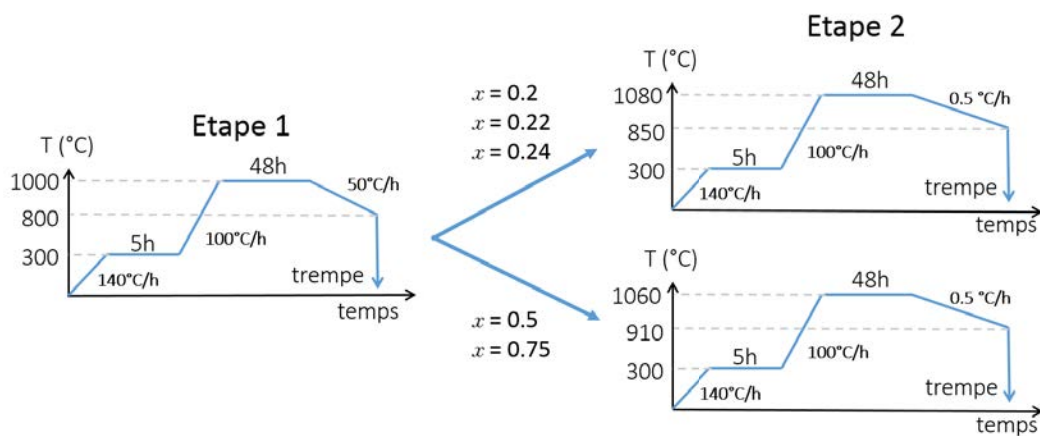 Etape 1
T (°C)
1000
800
300
48h
50°C/h
5h
100°C/h
140°C/h
trempe
temps
x = 0.2
x = 0.22
x = 0.24
x = 0.5
x = 0.75
Etape 2
T (°C)
1080
850
300
48h
0.5 °C/h
5h
100°C/h
140°C/h
trempe
temps
T (°C)
1060
910
300
48h
0.5 °C/h
5h
100°C/h
140°C/h
trempe
temps